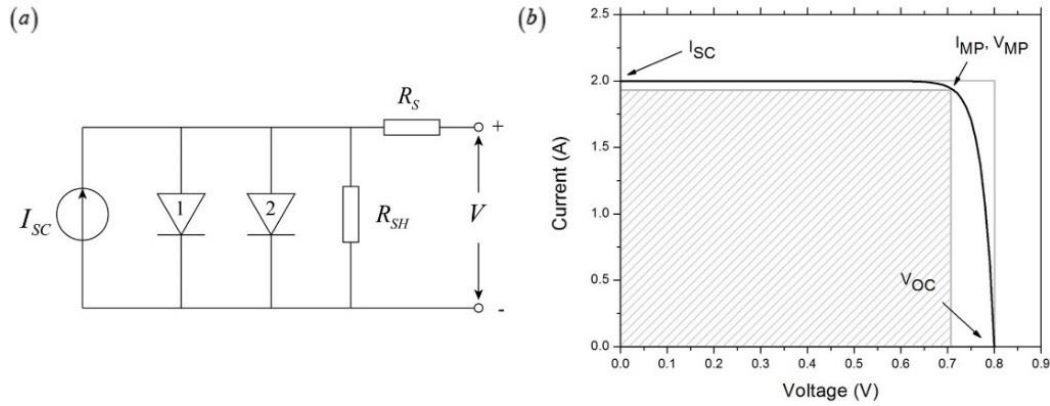 (a)
R_S
+
1
2
I_SC
R_SH
V
-
(b)
2.5
2.0
1.5
1.0
0.5
0.0
Current (A)
I_SC
I_MP, V_MP
V_OC
0.0 0.1 0.2 0.3 0.4 0.5 0.6 0.7 0.8 0.9
Voltage (V)